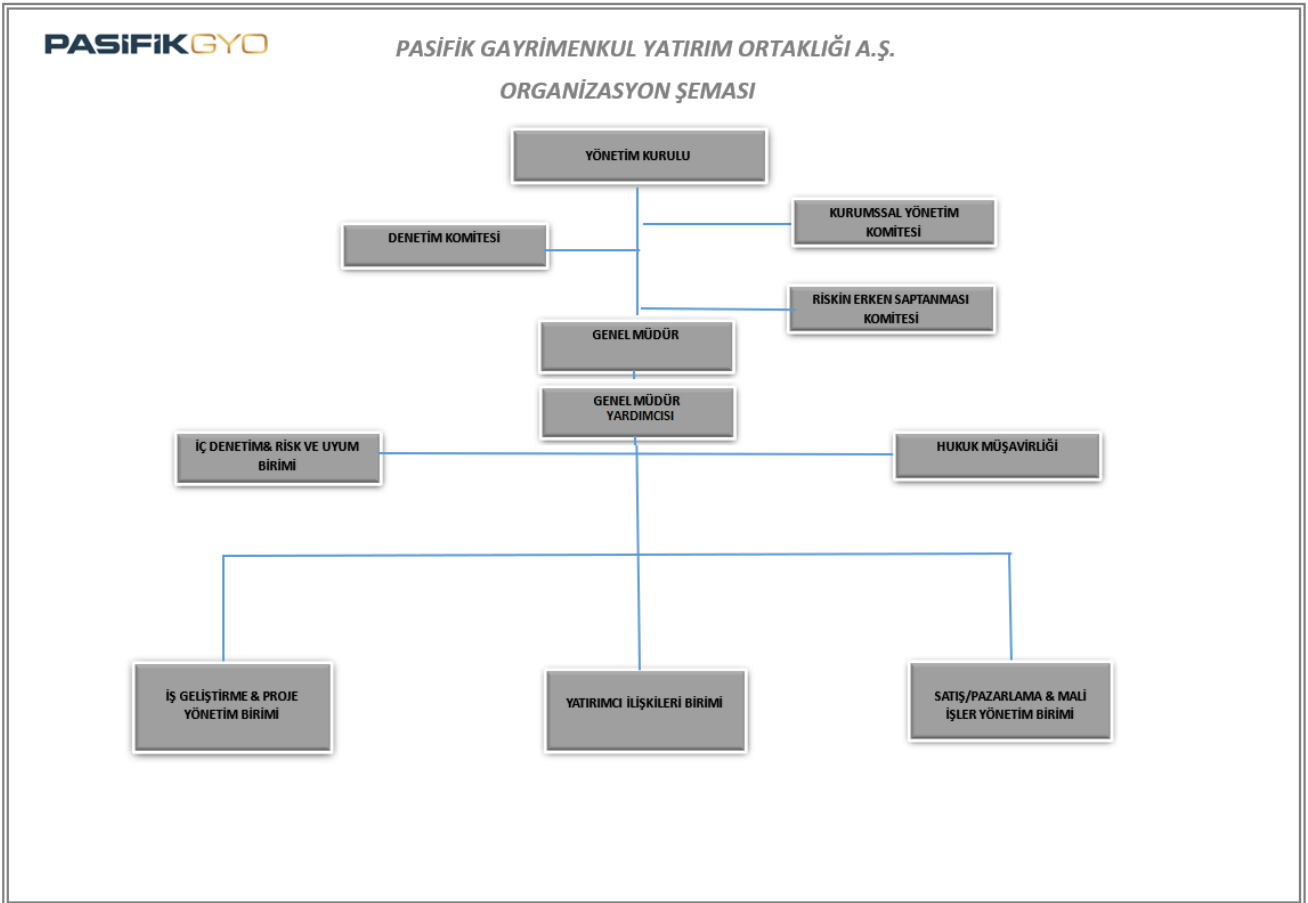 PASİFİKGYO
PASİFİK GAYRİMENKUL YATIRIM ORTAKLIĞI A.Ş.
ORGANİZASYON ŞEMASI
YÖNETİM KURULU
KURUMSSAL YÖNETİM
KOMİTESİ
DENETİM KOMİTESİ
RİSKİN ERKEN SAPTANMASI
KOMİTESİ
GENEL MÜDÜR
GENEL MÜDÜR
YARDIMCISI
İÇ DENETİM& RİSK VE UYUM
BİRİMİ
HUKUK MÜŞAVİRLİĞİ
İŞ GELİŞTİRME & PROJE
YÖNETİM BİRİMİ
YATIRIMCI İLİŞKİLERİ BİRİMİ
SATIŞ/PAZARLAMA & MALİ
İŞLER YÖNETİM BİRİMİ